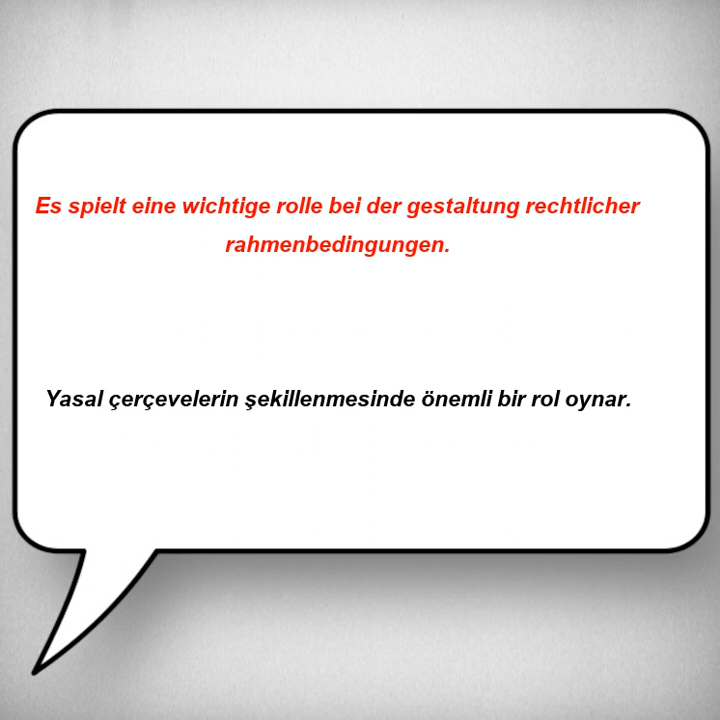 Es spielt eine wichtige rolle bei der gestaltung rechtlicher
rahmenbedingungen.
Yasal çerçevelerin şekillenmesinde önemli bir rol oynar.